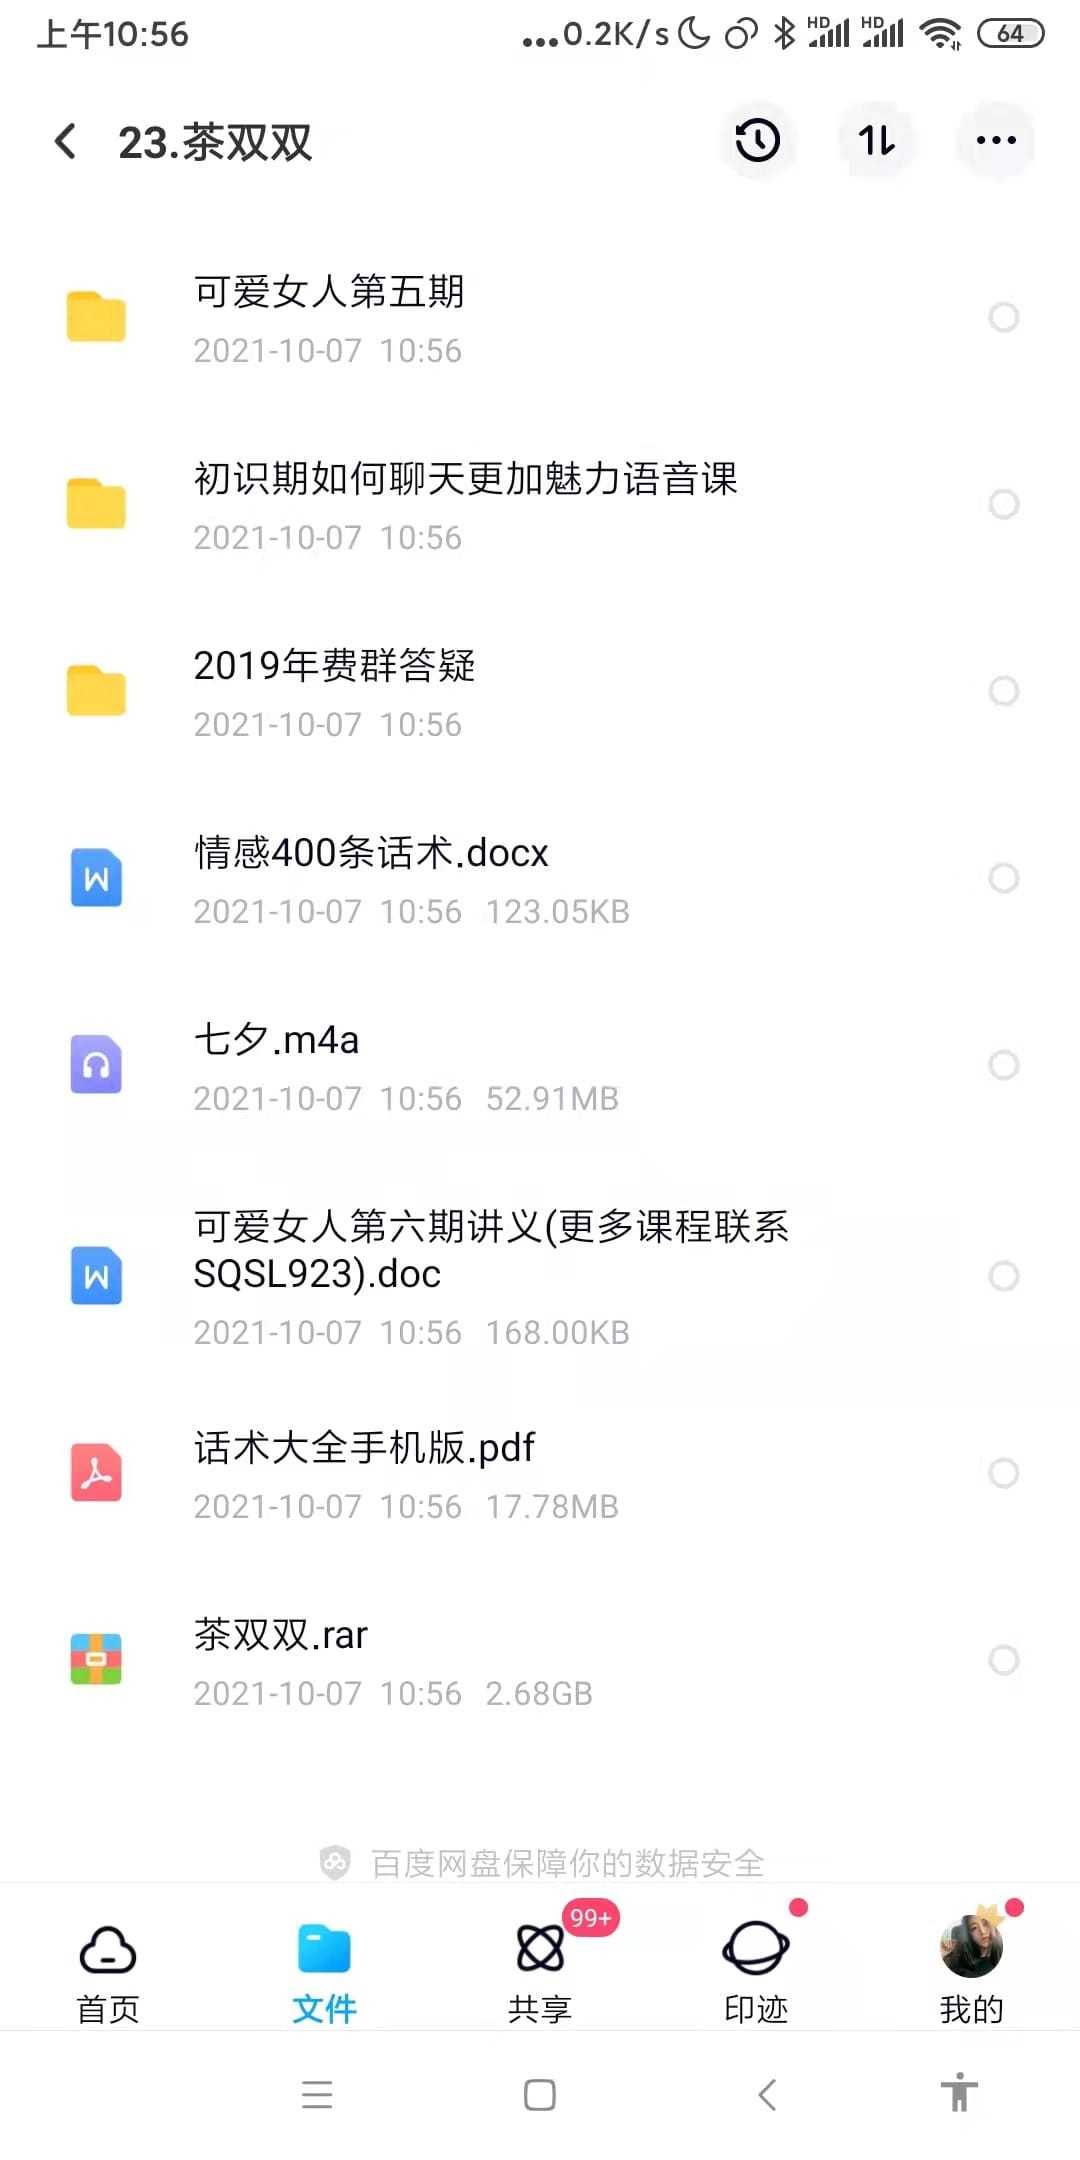 上午10:56
...0.2K/s
HD
HD
64
23.茶双双
可爱女人第五期
2021-10-07 10:56
初识期如何聊天更加魅力语音课
2021-10-07 10:56
2019年费群答疑
2021-10-07 10:56
情感400条话术.docx
2021-10-07 10:56 123.05KB
七夕.m4a
2021-10-07 10:56 52.91MB
可爱女人第六期讲义(更多课程联系
SQSL923).doc
2021-10-07 10:56 168.00KB
话术大全手机版.pdf
2021-10-07 10:56 17.78MB
茶双双.rar
2021-10-07 10:56 2.68GB
百度网盘保障你的数据安全
99+
首页
文件
共享
印迹
我的